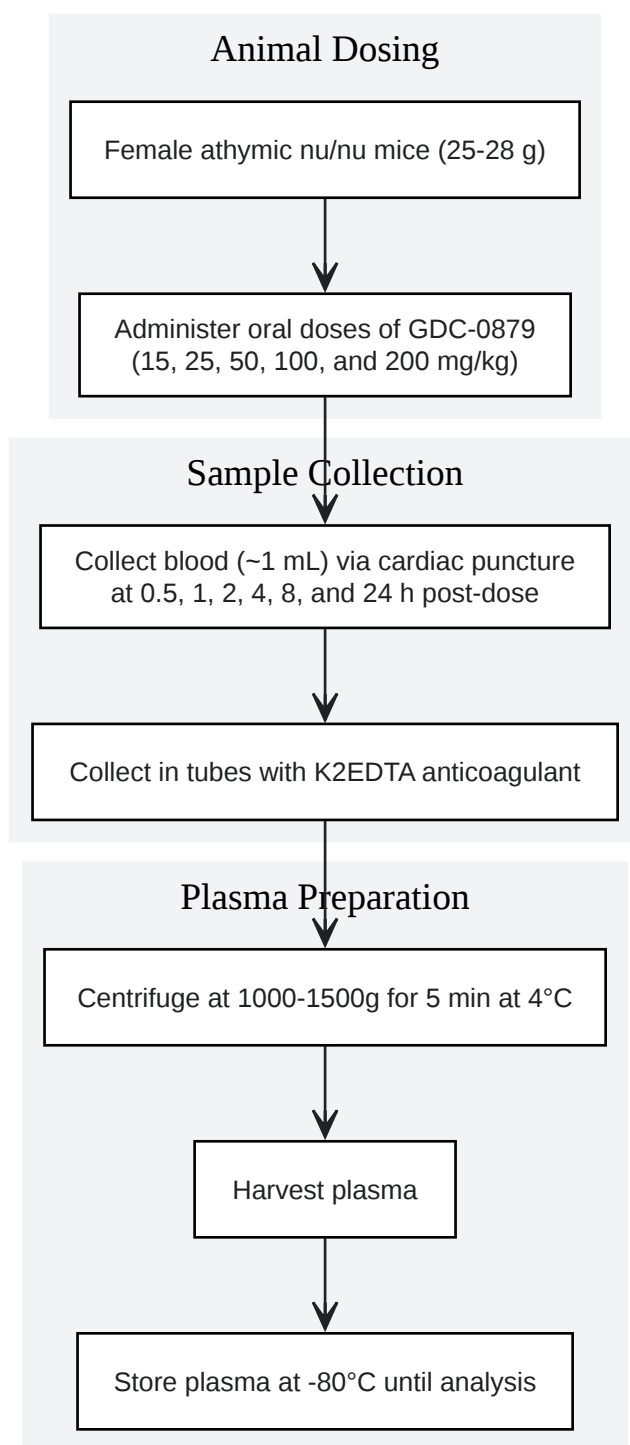 Animal Dosing
Female athymic nu/nu mice (25-28 g)
Administer oral doses of GDC-0879
(15, 25, 50, 100, and 200 mg/kg)
Sample Collection
Collect blood (~1 mL) via cardiac puncture
at 0.5, 1, 2, 4, 8, and 24 h post-dose
Collect in tubes with K2EDTA anticoagulant
Plasma Preparation
Centrifuge at 1000-1500g for 5 min at 4°C
Harvest plasma
Store plasma at -80°C until analysis